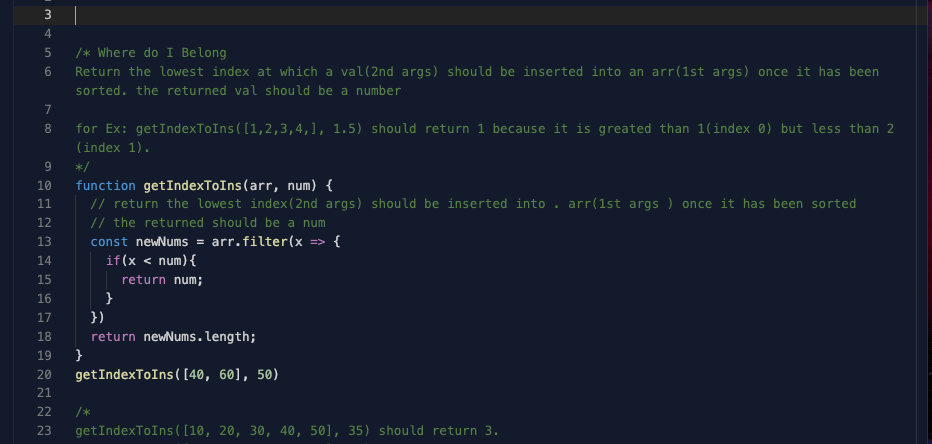 3
4
5 /* Where do I Belong
6 Return the lowest index at which a val(2nd args) should be inserted into an arr(1st args) once it has been
sorted. the returned val should be a number
7
8 for Ex: getIndexToIns([1,2,3,4,], 1.5) should return 1 because it is greated than 1(index 0) but less than 2
(index 1).
9 */
10 function getIndexToIns(arr, num) {
11 // return the lowest index(2nd args) should be inserted into . arr(1st args ) once it has been sorted
12 // the returned should be a num
13 const newNums = arr.filter(x => {
14 if(x < num){
15 return num;
16 }
17 })
18 return newNums.length;
19 }
20 getIndexToIns([40, 60], 50)
21
22 /*
23 getIndexToIns([10, 20, 30, 40, 50], 35) should return 3.